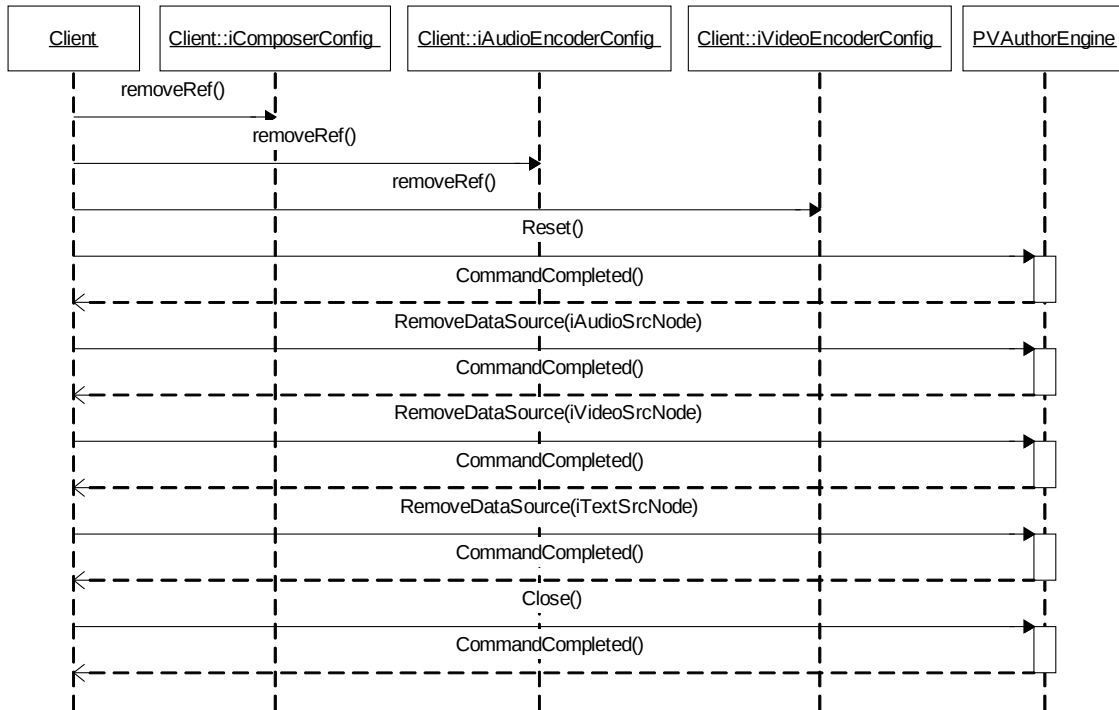 Client
Client::iComposerConfig
Client::iAudioEncoderConfig
Client::iVideoEncoderConfig
PVAuthorEngine
removeRef()
removeRef()
removeRef()
Reset()
CommandCompleted()
RemoveDataSource(iAudioSrcNode)
CommandCompleted()
RemoveDataSource(iVideoSrcNode)
CommandCompleted()
RemoveDataSource(iTextSrcNode)
CommandCompleted()
Close()
CommandCompleted()